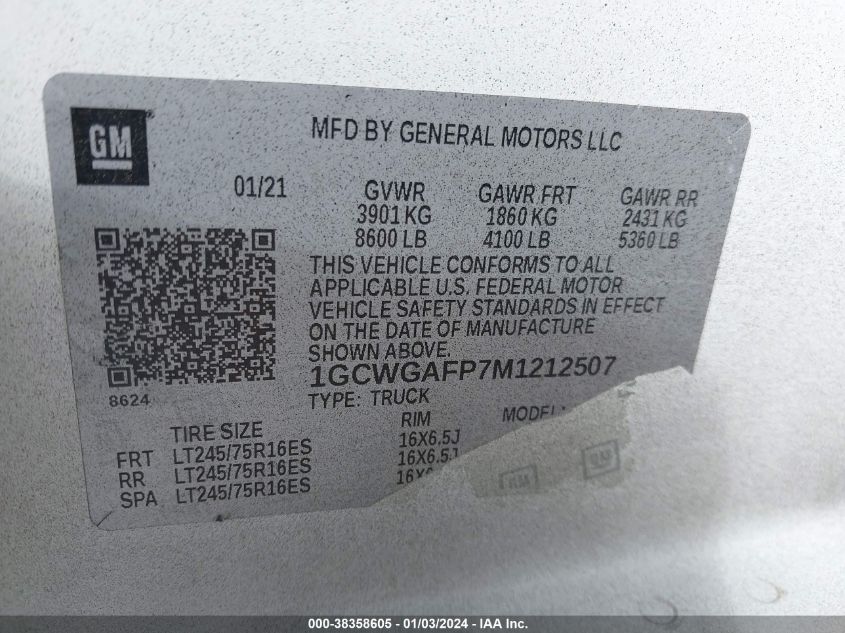 GM
MFD BY GENERAL MOTORS LLC
01/21 GVWR GAWR FRT GAWR RR
3901 KG 1860 KG 2431 KG
8600 LB 4100 LB 5360 LB
THIS VEHICLE CONFORMS TO ALL
APPLICABLE U.S. FEDERAL MOTOR
VEHICLE SAFETY STANDARDS IN EFFECT
ON THE DATE OF MANUFACTURE
SHOWN ABOVE.
1GCWGAFP7M1212507
8624 TYPE: TRUCK
TIRE SIZE RIM MODEL
FRT LT245/75R16ES 16X6.5J
RR LT245/75R16ES 16X6.5J
SPA LT245/75R16ES 16X6
GM GM
000-38358605 - 01/03/2024 - IAA Inc.